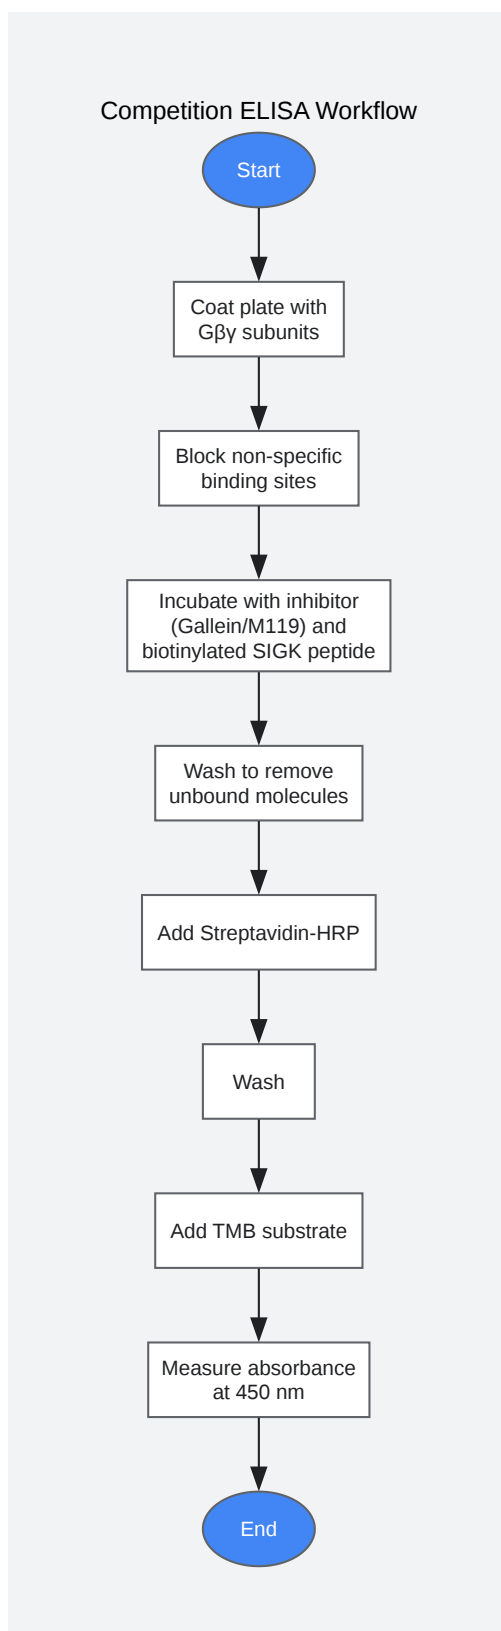 Competition ELISA Workflow
Start
Coat plate with
Gβγ subunits
Block non-specific
binding sites
Incubate with inhibitor
(Gallein/M119) and
biotinylated SIGK peptide
Wash to remove
unbound molecules
Add Streptavidin-HRP
Wash
Add TMB substrate
Measure absorbance
at 450 nm
End